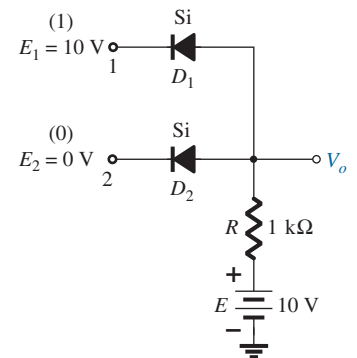 (1)
Si
E₁ = 10 V
1
D₁
(0)
Si
E₂ = 0 V
2
D₂
Vₒ
R
1 kΩ
+
E
10 V
−